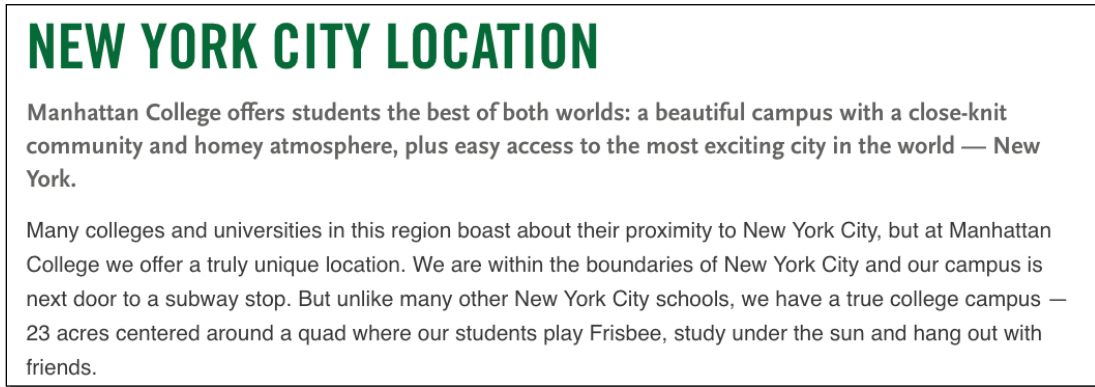 NEW YORK CITY LOCATION
Manhattan College offers students the best of both worlds: a beautiful campus with a close-knit
community and homey atmosphere, plus easy access to the most exciting city in the world — New
York.
Many colleges and universities in this region boast about their proximity to New York City, but at Manhattan
College we offer a truly unique location. We are within the boundaries of New York City and our campus is
next door to a subway stop. But unlike many other New York City schools, we have a true college campus —
23 acres centered around a quad where our students play Frisbee, study under the sun and hang out with
friends.